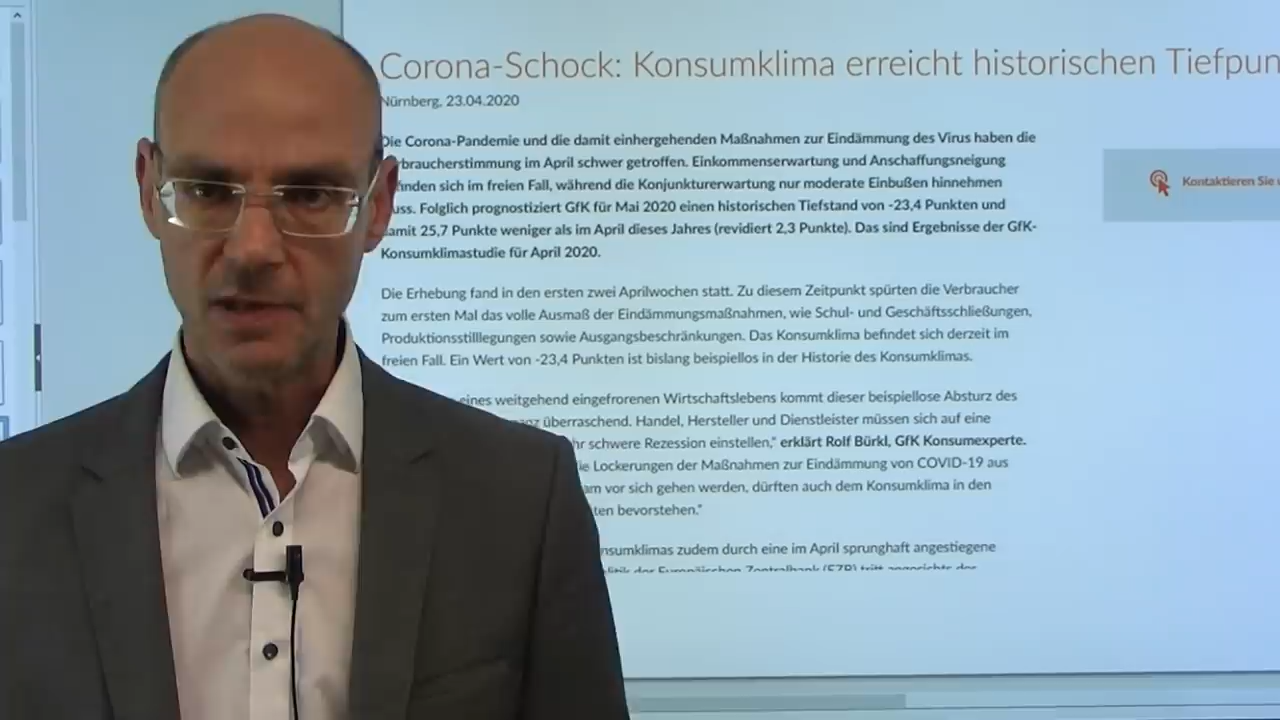 Corona-Schock: Konsumklima erreicht historischen
Nürnberg, 23.04.2020
Die Corona-Pandemie und die damit einhergehenden Maßnahmen zur Eindämmung des Virus haben die
im April schwer getroffen. Einkommenserwartung und Anschaffungsneigung
sich im freien Fall, während die Konjunkturerwartung nur moderate Einbußen hinnehmen
Folglich prognostiziert GfK für Mai 2020 einen historischen Tiefstand von -23,4 Punkten und
25,7 Punkte weniger als im April dieses Jahres (revidiert 2,3 Punkte). Das sind Ergebnisse der GfK-
Konsumklimastudie für April 2020.
Kontaktieren Sie
Die Erhebung fand in den ersten zwei Aprilwochen statt. Zu diesem Zeitpunkt spürten die Verbraucher
zum ersten Mal das volle Ausmaß der Eindämmungsmaßnahmen, wie Schul- und Geschäftsschließungen,
Produktionsstilllegungen sowie Ausgangsbeschränkungen. Das Konsumklima befindet sich derzeit im
freien Fall. Ein Wert von -23,4 Punkten ist bislang beispiellos in der Historie des Konsumklimas.
eines weitgehend eingefrorenen Wirtschaftslebens kommt dieser beispiellose Absturz des
überraschend. Handel, Hersteller und Dienstleister müssen sich auf eine
schwere Rezession einstellen," erklärt Rolf Bürkl, GfK Konsumexperte.
Lockerungen der Maßnahmen zur Eindämmung von COVID-19 aus
vor sich gehen werden, dürften auch dem Konsumklima in den
bevorstehen."
zudem durch eine im April sprunghaft angestiegene